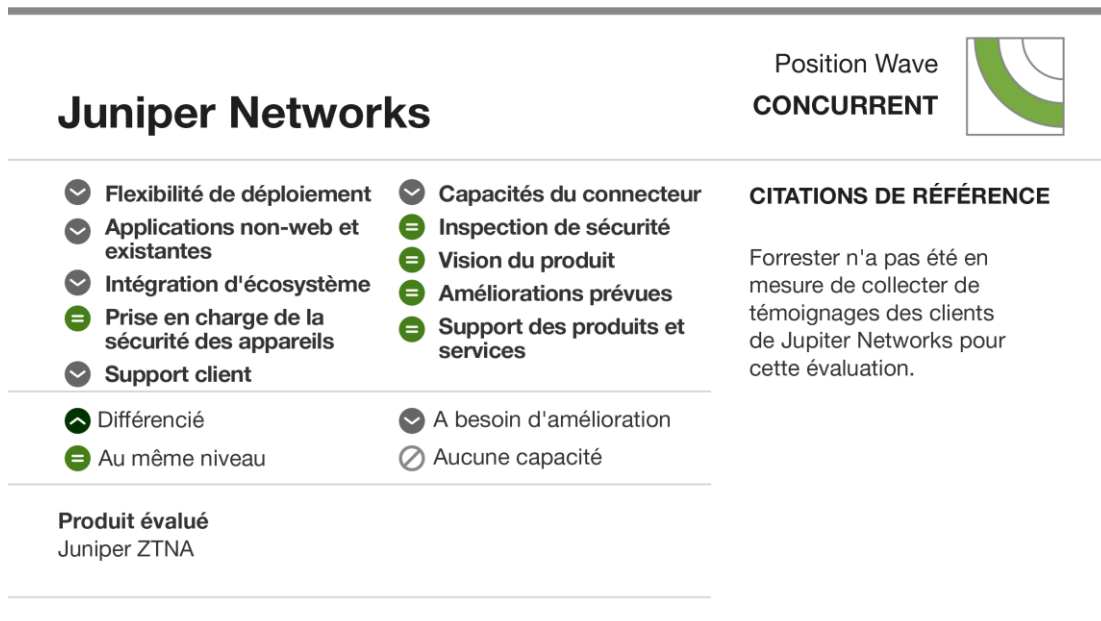 Juniper Networks
Position Wave
CONCURRENT
Flexibilité de déploiement
Applications non-web et
existantes
Intégration d'écosystème
Prise en charge de la
sécurité des appareils
Support client
Capacités du connecteur
Inspection de sécurité
Vision du produit
Améliorations prévues
Support des produits et
services
CITATIONS DE RÉFÉRENCE
Forrester n'a pas été en
mesure de collecter de
témoignages des clients
de Jupiter Networks pour
cette évaluation.
Différencié
Au même niveau
A besoin d'amélioration
Aucune capacité
Produit évalué
Juniper ZTNA